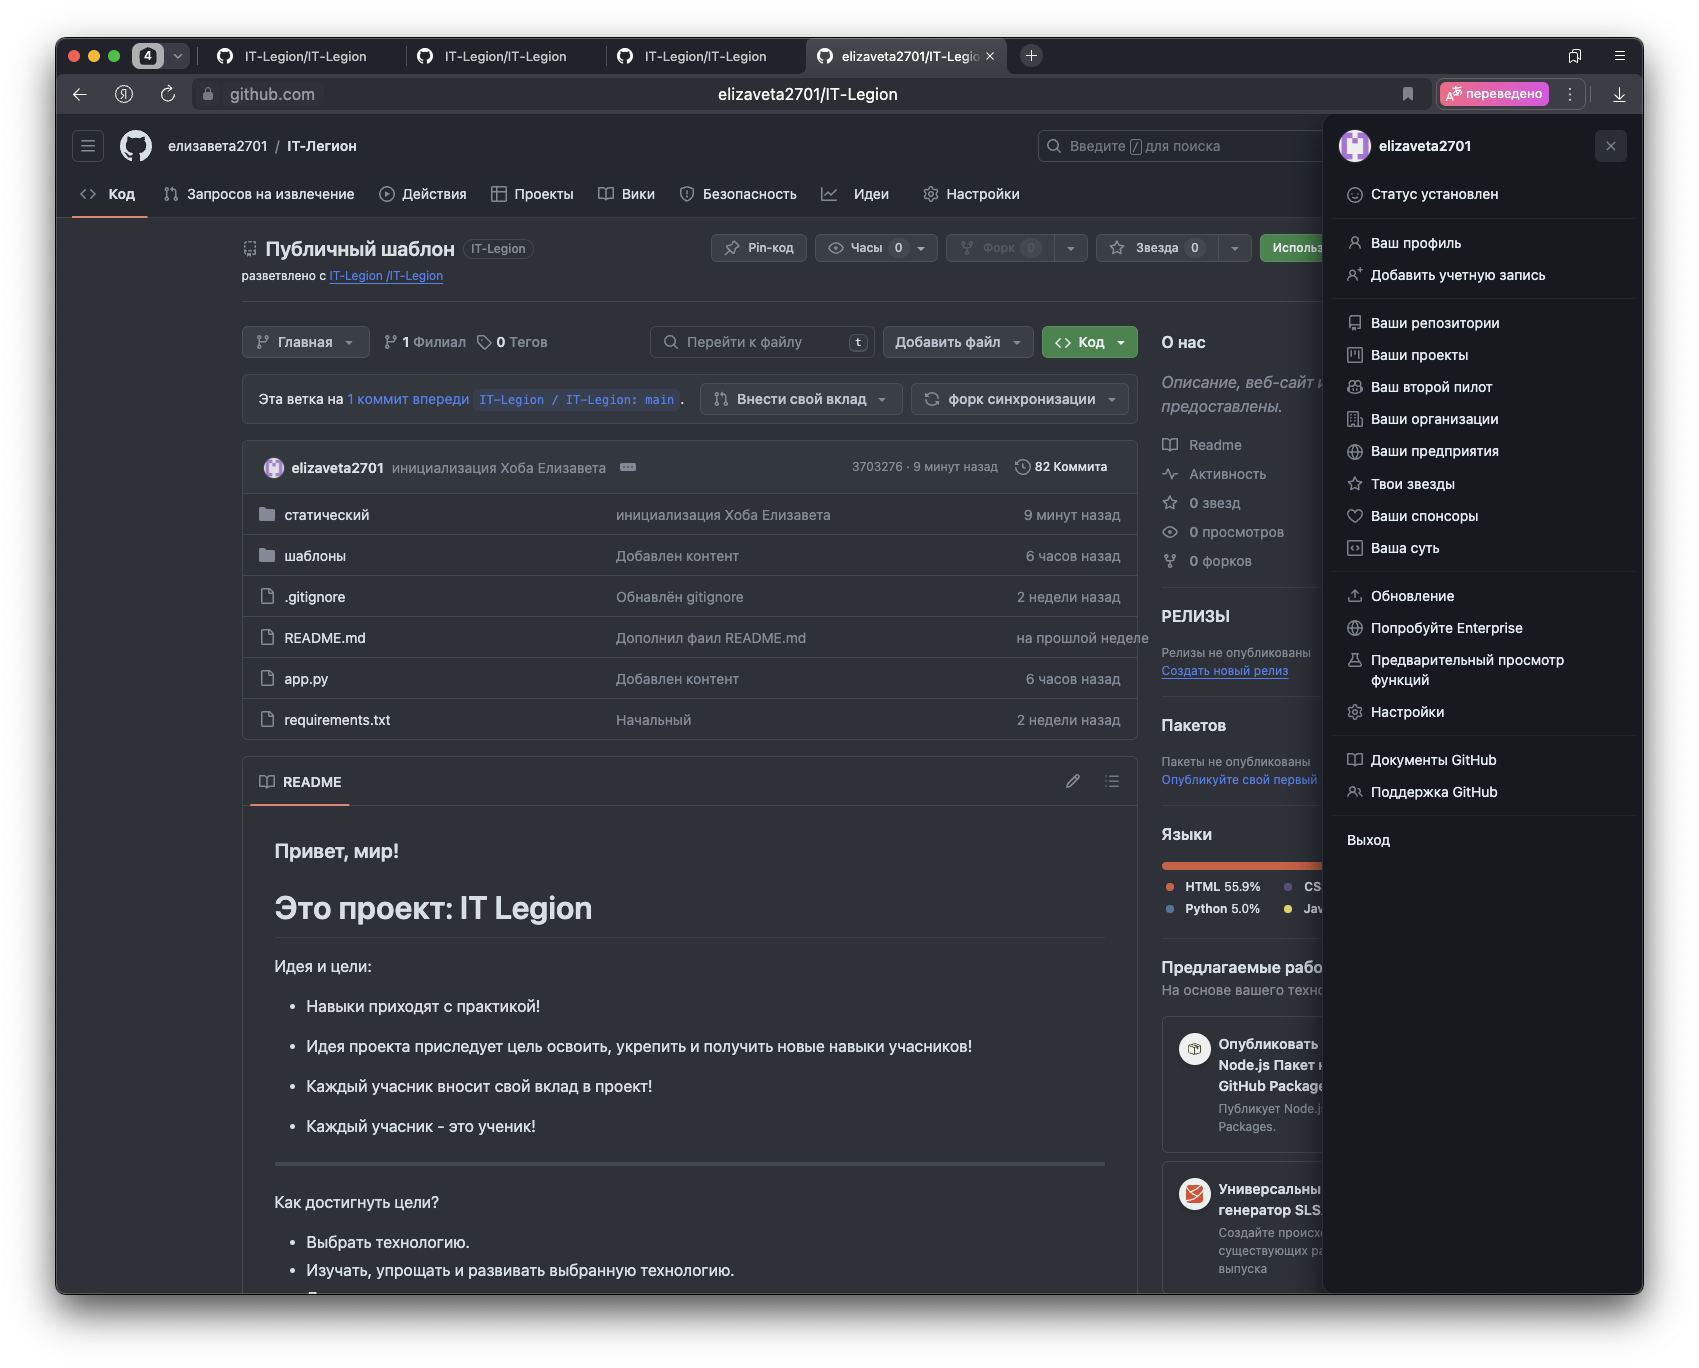 4
IT-Legion/IT-Legion
IT-Legion/IT-Legion
IT-Legion/IT-Legion
elizaveta2701/IT-Legio
github.com
elizaveta2701/IT-Legion
переведено
елизавета2701 / IT-Легион
Введите / для поиска
Код
Запросов на извлечение
Действия
Проекты
Вики
Безопасность
Идеи
Настройки
Публичный шаблон IT-Legion
разветвлено с IT-Legion /IT-Legion
Pin-код
Часы 0
Форк 0
Звезда 0
Использ
Главная
1 Филиал
0 Тегов
Перейти к файлу t
Добавить файл
Код
Эта ветка на 1 коммит впереди IT-Legion / IT-Legion: main .
Внести свой вклад
форк синхронизации
elizaveta2701 инициализация Хоба Елизавета
3703276 · 9 минут назад
82 Коммита
статический инициализация Хоба Елизавета 9 минут назад
шаблоны Добавлен контент 6 часов назад
.gitignore Обнавлён gitignore 2 недели назад
README.md Дополнил фаил README.md на прошлой неделе
app.py Добавлен контент 6 часов назад
requirements.txt Начальный 2 недели назад
README
Привет, мир!
Это проект: IT Legion
Идея и цели:
• Навыки приходят с практикой!
• Идея проекта приследует цель освоить, укрепить и получить новые навыки учасников!
• Каждый учасник вносит свой вклад в проект!
• Каждый учасник - это ученик!
Как достигнуть цели?
• Выбрать технологию.
• Изучать, упрощать и развивать выбранную технологию.
О нас
Описание, веб-сайт и
предоставлены.
Readme
Активность
0 звезд
0 просмотров
0 форков
РЕЛИЗЫ
Релизы не опубликованы
Создать новый релиз
Пакетов
Пакеты не опубликованы
Опубликуйте свой первый
Языки
HTML 55.9%
CS
Python 5.0%
Jav
Предлагаемые рабо
На основе вашего техно
Опубликовать
Node.js Пакет н
GitHub Package
Публикует Node.j
Packages.
Универсальны
генератор SLS
Создайте происх
существующих ра
выпуска
elizaveta2701
Статус установлен
Ваш профиль
Добавить учетную запись
Ваши репозитории
Ваши проекты
Ваш второй пилот
Ваши организации
Ваши предприятия
Твои звезды
Ваши спонсоры
Ваша суть
Обновление
Попробуйте Enterprise
Предварительный просмотр
функций
Настройки
Документы GitHub
Поддержка GitHub
Выход